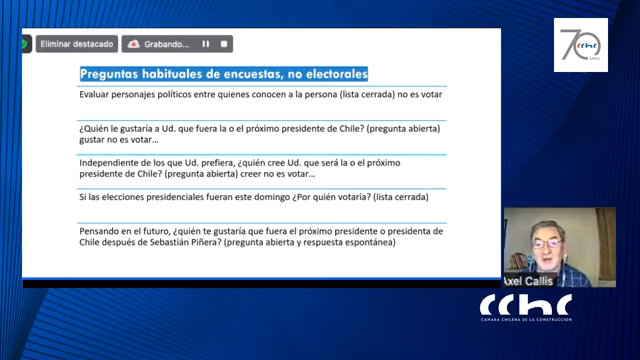 Eliminar destacado
Grabando...
70
cchc
AÑOS
Preguntas habituales de encuestas, no electorales
Evaluar personajes políticos entre quienes conocen a la persona (lista cerrada) no es votar
¿Quién le gustaría a Ud. que fuera la o el próximo presidente de Chile? (pregunta abierta)
gustar no es votar...
Independiente de los que Ud. prefiera, ¿quién cree Ud. que será la o el próximo
presidente de Chile? (pregunta abierta) creer no es votar...
Si las elecciones presidenciales fueran este domingo ¿Por quién votaría? (lista cerrada)
Pensando en el futuro, ¿quién te gustaría que fuera el próximo presidente o presidenta de
Chile después de Sebastián Piñera? (pregunta abierta y respuesta espontánea)
Axel Callis
cchc
CÁMARA CHILENA DE LA CONSTRUCCIÓN